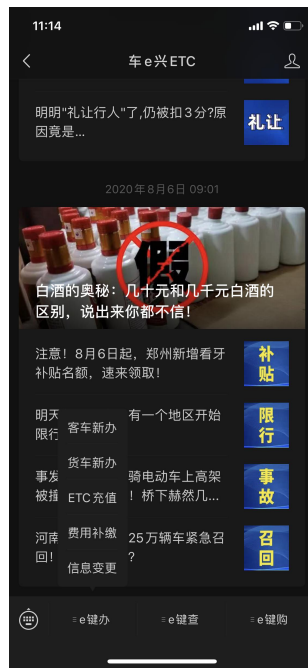 11:14
车e兴ETC
明明"礼让行人"了,仍被扣3分?原
因竟是...
礼让
2020年8月6日 09:01
假
白酒的奥秘：几十元和几千元白酒的
区别，说出来你都不信！
注意！8月6日起，郑州新增看牙
补贴名额，速来领取！
补
贴
明天
有一个地区开始
限行
限
行
事发
骑电动车上高架
被撞
！桥下赫然几...
事
故
河南
25万辆车紧急召
回！
?
召
回
客车新办
货车新办
ETC充值
费用补缴
信息变更
e键办
e键查
e键购